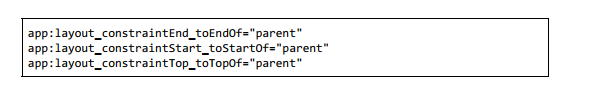 app:layout_constraintEnd_toEndOf="parent"
app:layout_constraintStart_toStartOf="parent"
app:layout_constraintTop_toTopOf="parent"